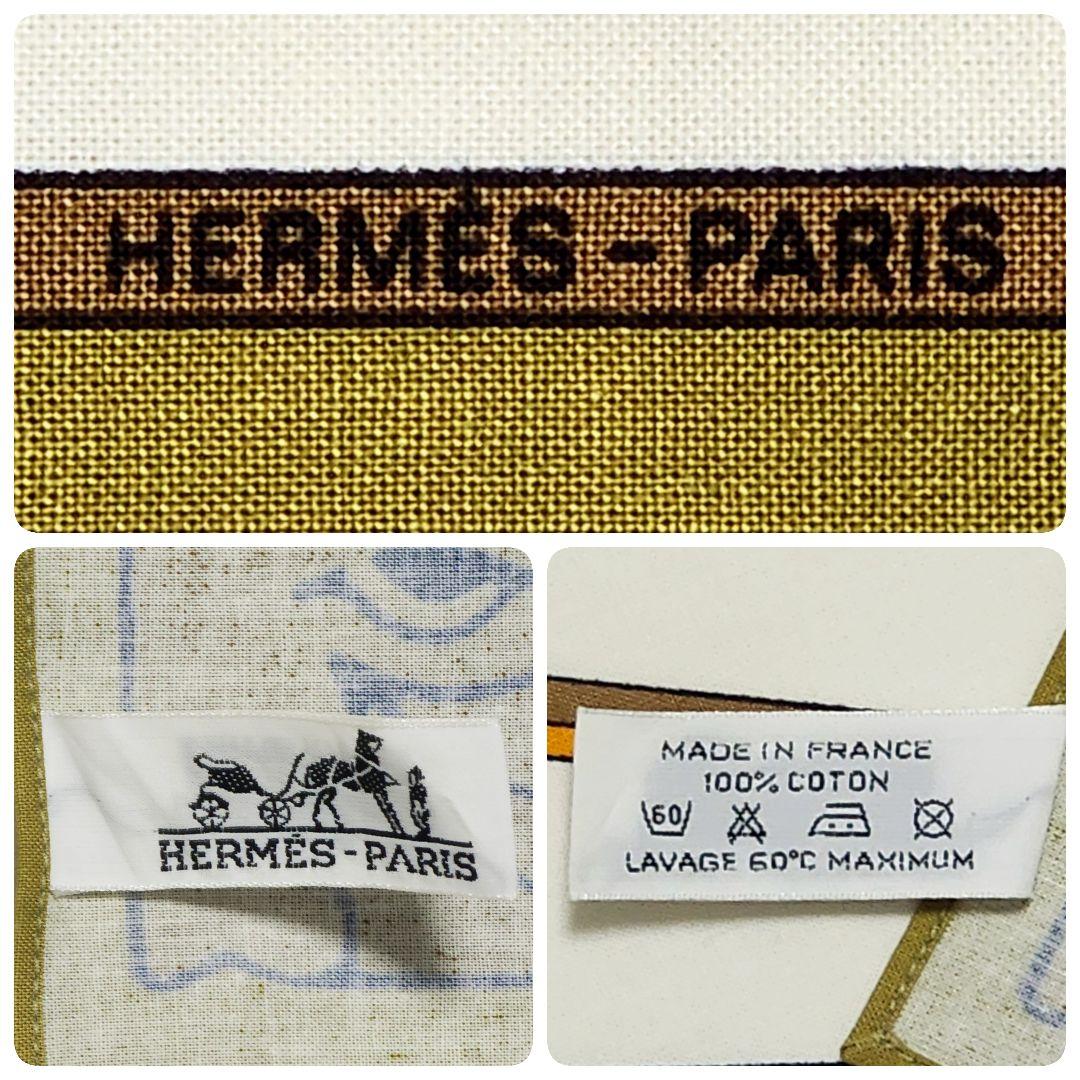 HERMÈS - PARIS
HERMÈS - PARIS
MADE IN FRANCE
100% COTON
60
LAVAGE 60°C MAXIMUM